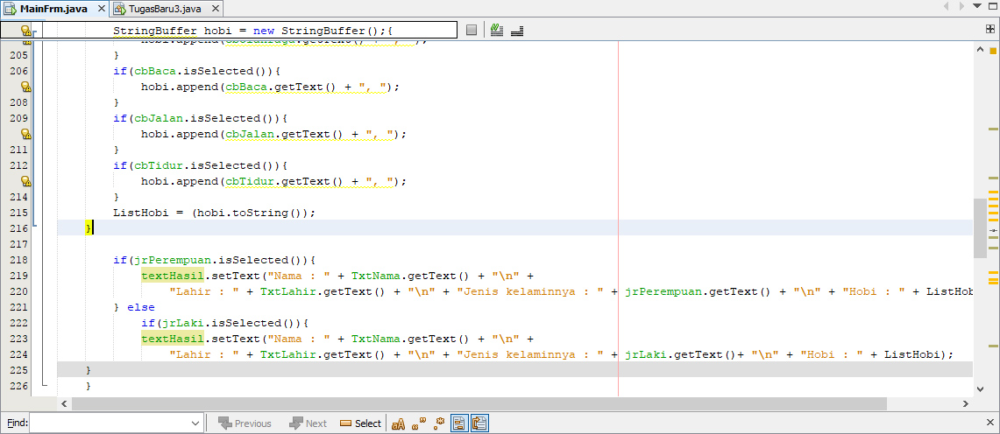 MainFrm.java TugasBaru3.java
StringBuffer hobi = new StringBuffer();{
205 }
206 if(cbBaca.isSelected()){
hobi.append(cbBaca.getText() + ", ");
208 }
209 if(cbJalan.isSelected()){
hobi.append(cbJalan.getText() + ", ");
211 }
212 if(cbTidur.isSelected()){
hobi.append(cbTidur.getText() + ", ");
214 }
215 ListHobi = (hobi.toString());
216 }
217
218 if(jrPerempuan.isSelected()){
219 textHasil.setText("Nama : " + TxtNama.getText() + "\n" +
220 "Lahir : " + TxtLahir.getText() + "\n" + "Jenis kelaminnya : " + jrPerempuan.getText() + "\n" + "Hobi : " + ListHob
221 } else
222 if(jrLaki.isSelected()){
223 textHasil.setText("Nama : " + TxtNama.getText() + "\n" +
224 "Lahir : " + TxtLahir.getText() + "\n" + "Jenis kelaminnya : " + jrLaki.getText()+ "\n" + "Hobi : " + ListHobi);
225 }
226 }
Find: Previous Next Select